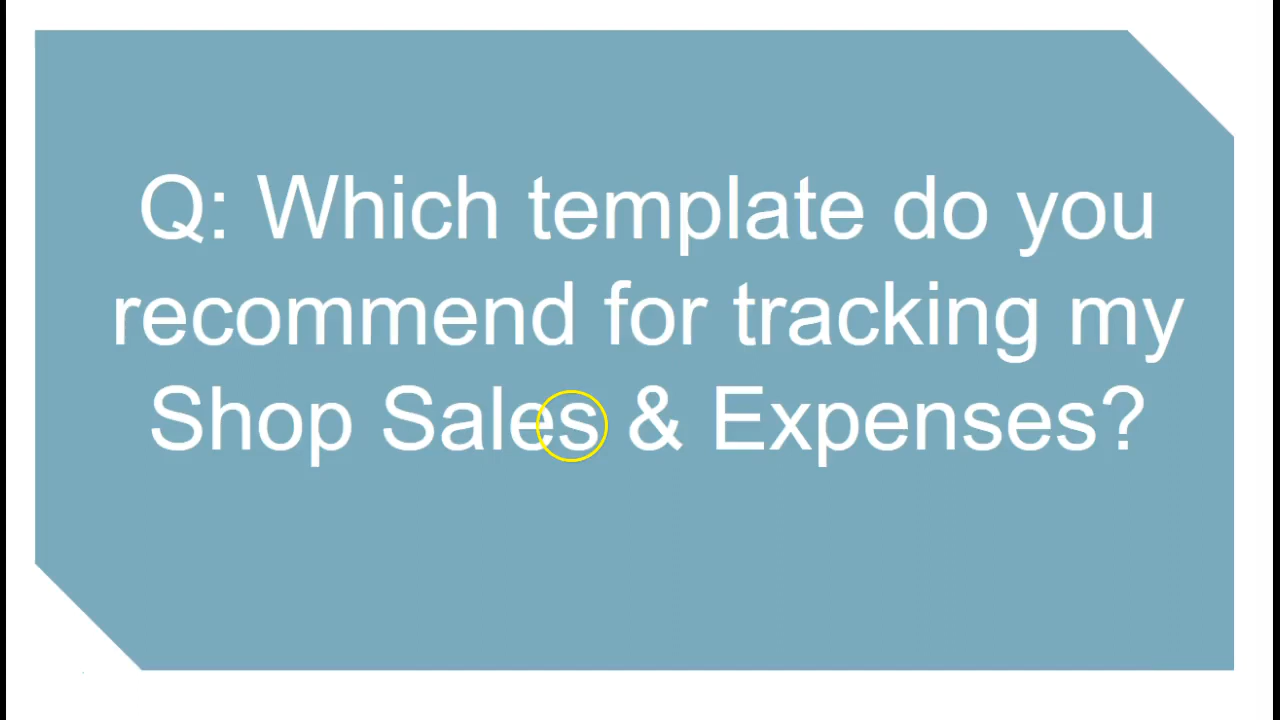 Q: Which template do you
recommend for tracking my
Shop Sales & Expenses?